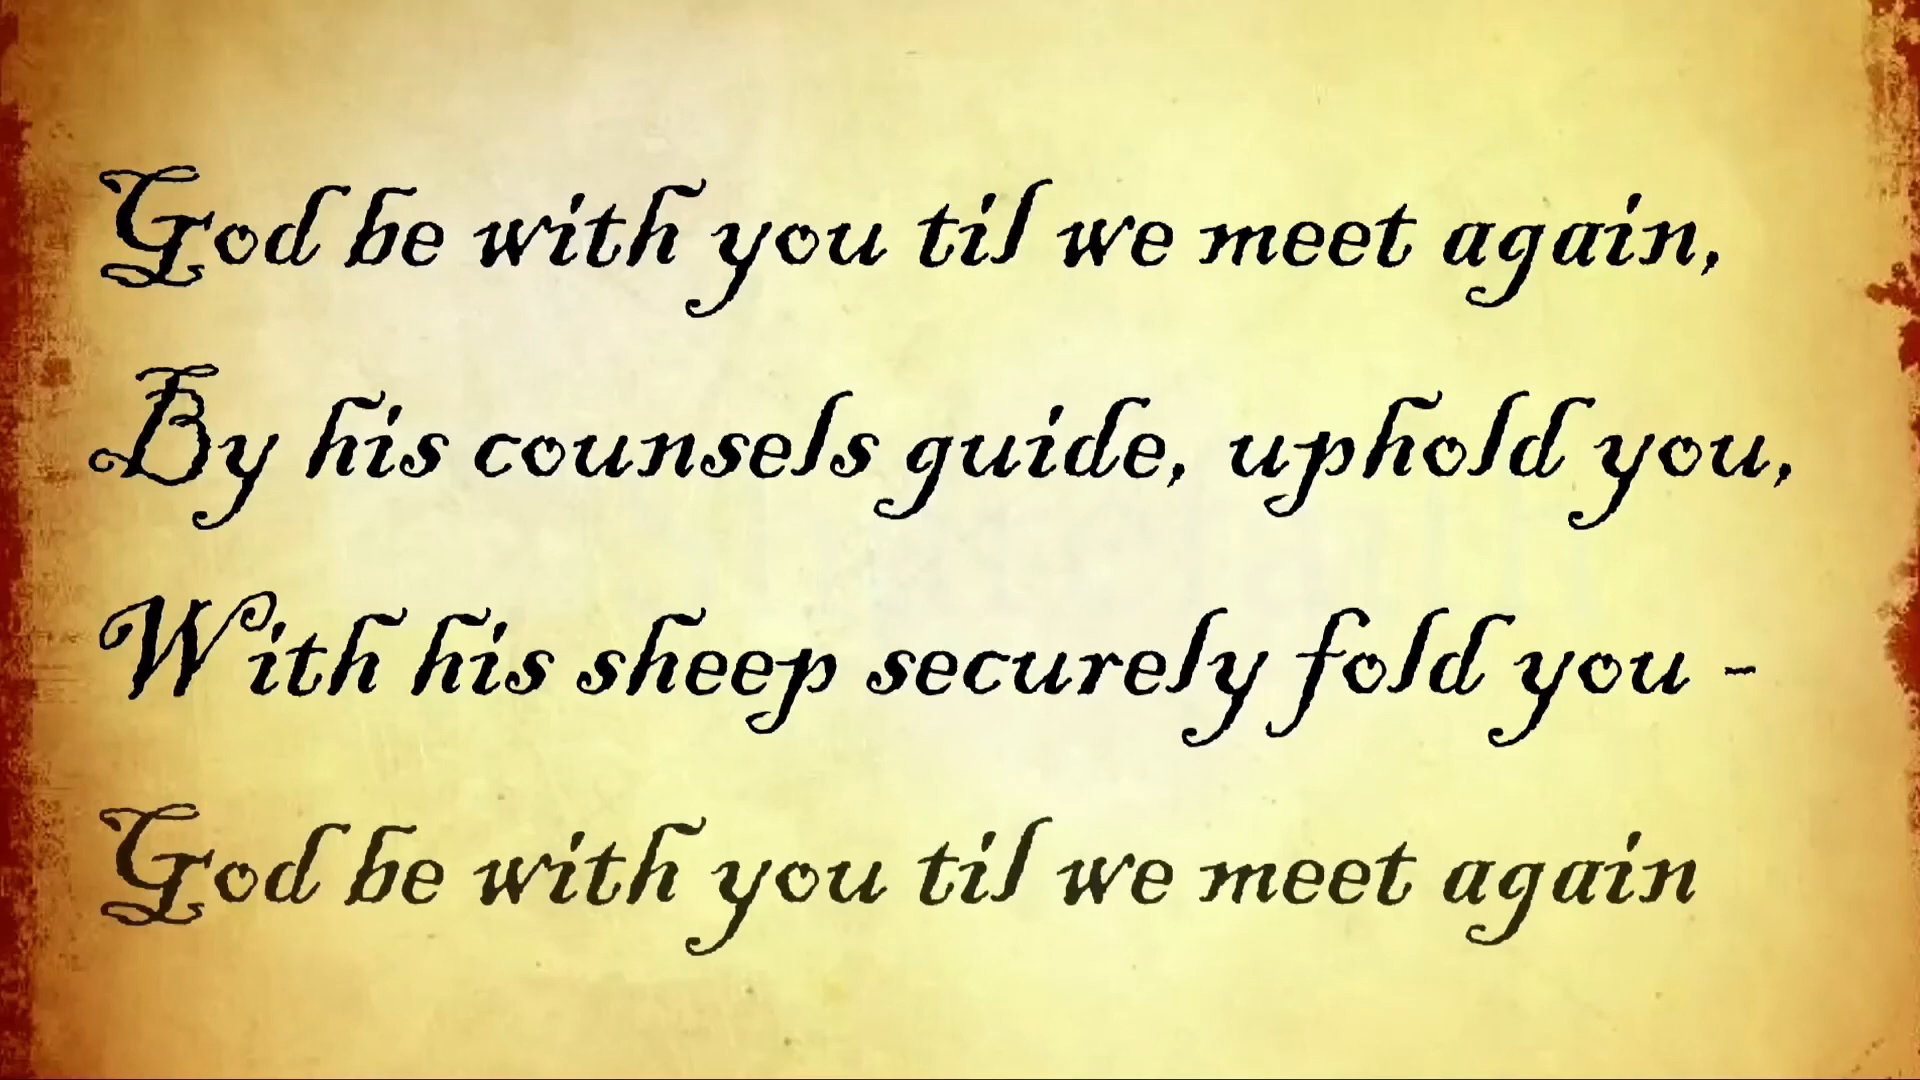 God be with you til we meet again,
By his counsels guide, uphold you,
With his sheep securely fold you -
God be with you til we meet again